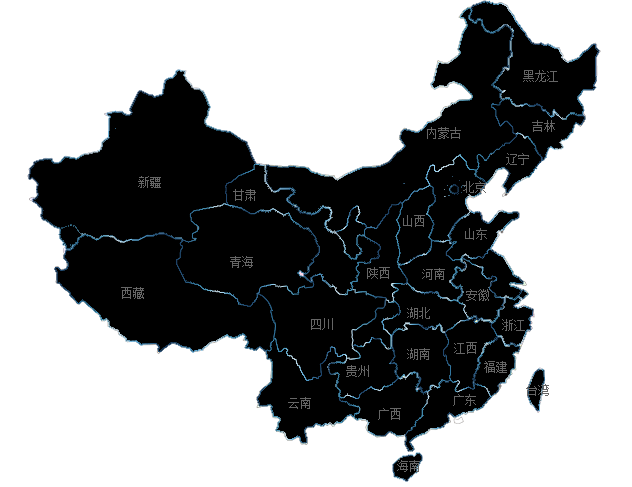 黑龙江
吉林
内蒙古
辽宁
新疆
北京
甘肃
山西
山东
青海
陕西
河南
西藏
安徽
湖北
四川
浙江
江西
湖南
福建
贵州
台湾
广东
云南
广西
海南